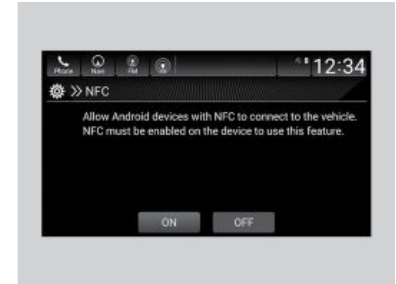 Phone Navi FM
12:34
NFC
Allow Android devices with NFC to connect to the vehicle.
NFC must be enabled on the device to use this feature.
ON OFF